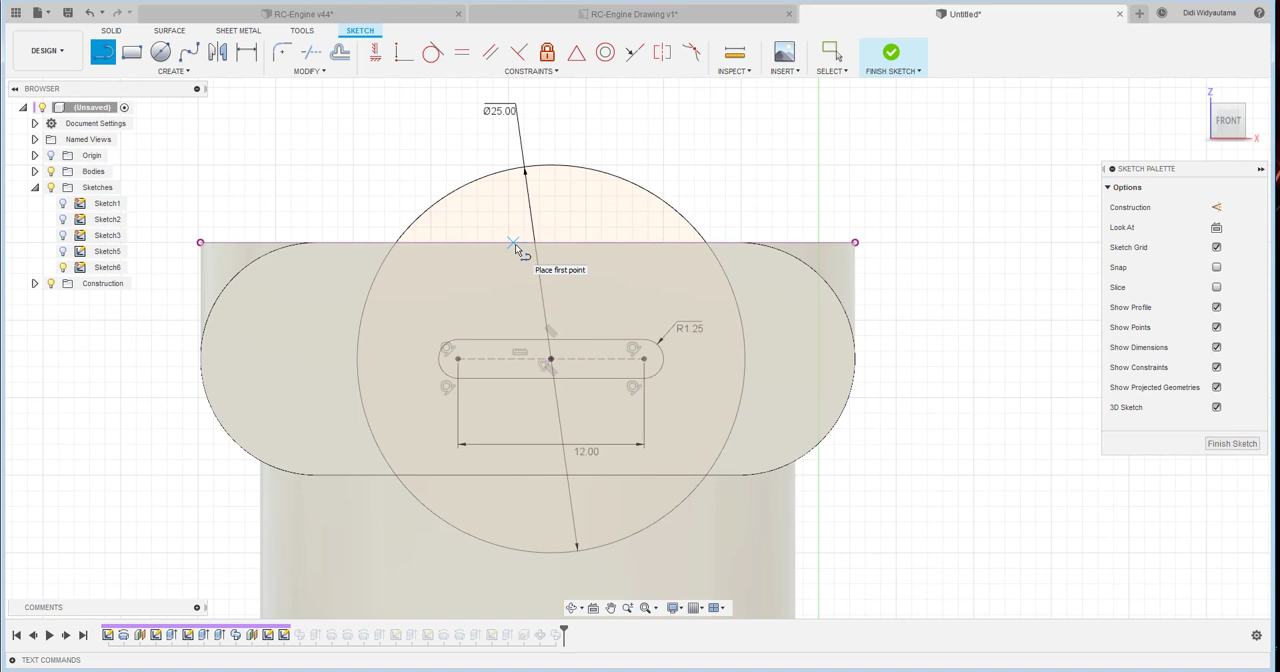 RC-Engine v44*
RC-Engine Drawing v1*
Untitled*
Didi Widyautama
DESIGN
SOLID
SURFACE
SHEET METAL
TOOLS
SKETCH
CREATE
MODIFY
CONSTRAINTS
INSPECT
INSERT
SELECT
FINISH SKETCH
BROWSER
(Unsaved)
Document Settings
Named Views
Origin
Bodies
Sketches
Sketch1
Sketch2
Sketch3
Sketch5
Sketch6
Construction
Ø25.00
Place first point
R1.25
12.00
Z
FRONT
X
SKETCH PALETTE
Options
Construction
Look At
Sketch Grid
Snap
Slice
Show Profile
Show Points
Show Dimensions
Show Constraints
Show Projected Geometries
3D Sketch
Finish Sketch
COMMENTS
TEXT COMMANDS